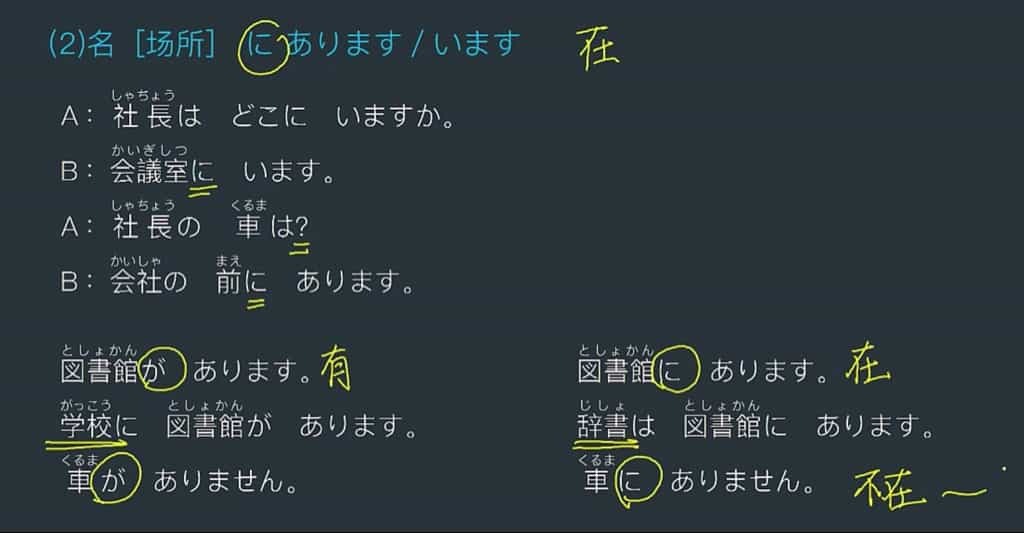 (2)名［场所］にあります / います 在
しゃちょう
A： 社長は どこに いますか。
かいぎしつ
B： 会議室に います。
しゃちょう くるま
A： 社長の 車は?
かいしゃ まえ
B： 会社の 前に あります。
としょかん
図書館が あります。有
がっこう としょかん
学校に 図書館が あります。
くるま
車が ありません。
としょかん
図書館に あります。在
じしょ としょかん
辞書は 図書館に あります。
くるま
車に ありません。不在 ～